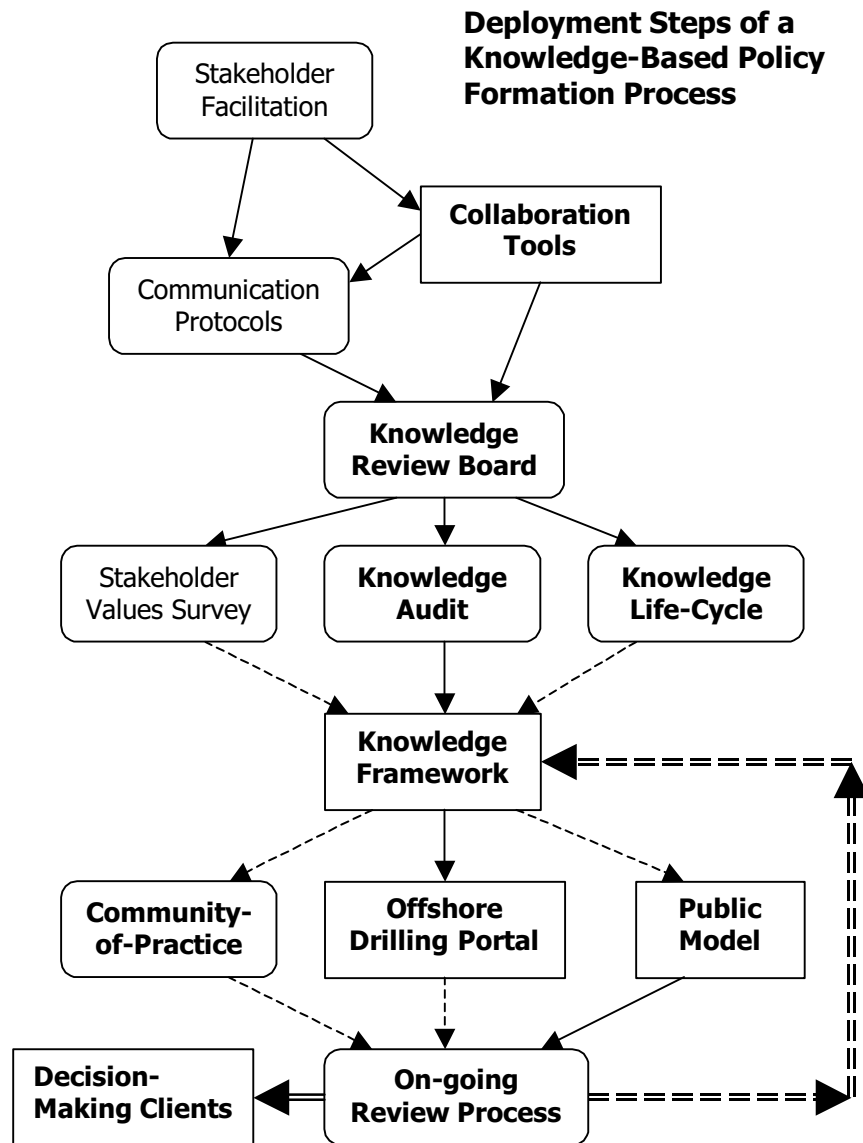 Deployment Steps of a
Knowledge-Based Policy
Formation Process
Stakeholder
Facilitation
Collaboration
Tools
Communication
Protocols
Knowledge
Review Board
Stakeholder
Values Survey
Knowledge
Audit
Knowledge
Life-Cycle
Knowledge
Framework
Community-
of-Practice
Offshore
Drilling Portal
Public
Model
Decision-
Making Clients
On-going
Review Process